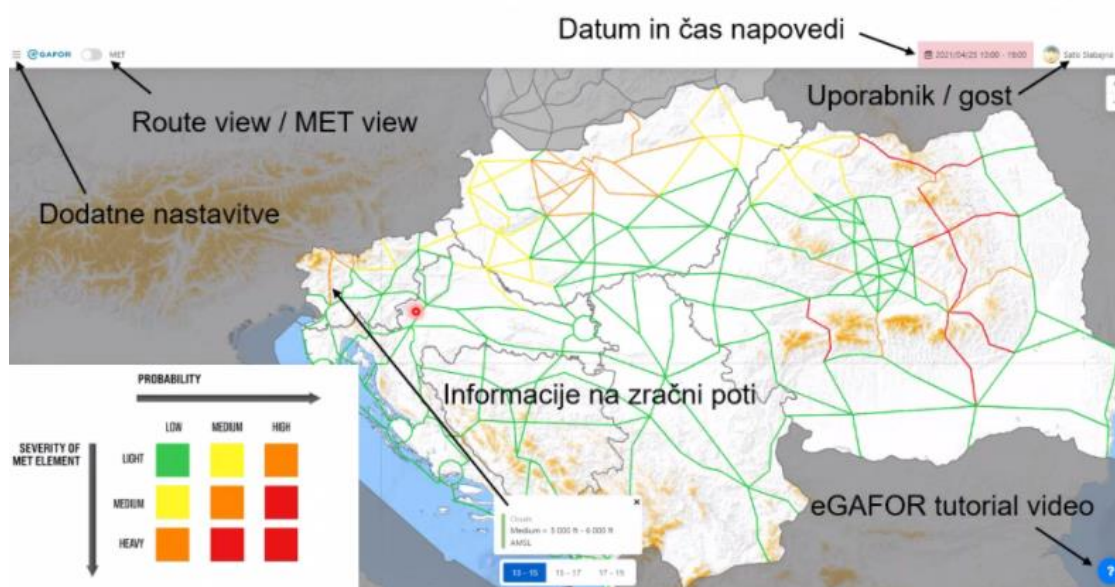 Datum in čas napovedi
GAFOR
MET
2021/04/25 13:00 - 19:00
Uporabnik / gost
Route view / MET view
Dodatne nastavitve
Informacije na zračni poti
PROBABILITY
LOW MEDIUM HIGH
SEVERITY OF
MET ELEMENT
LIGHT
MEDIUM
HEAVY
Clouds
Medium = 3 000 ft - 6 000 ft
AMSL
13 - 15 15 - 17 17 - 19
eGAFOR tutorial video
?